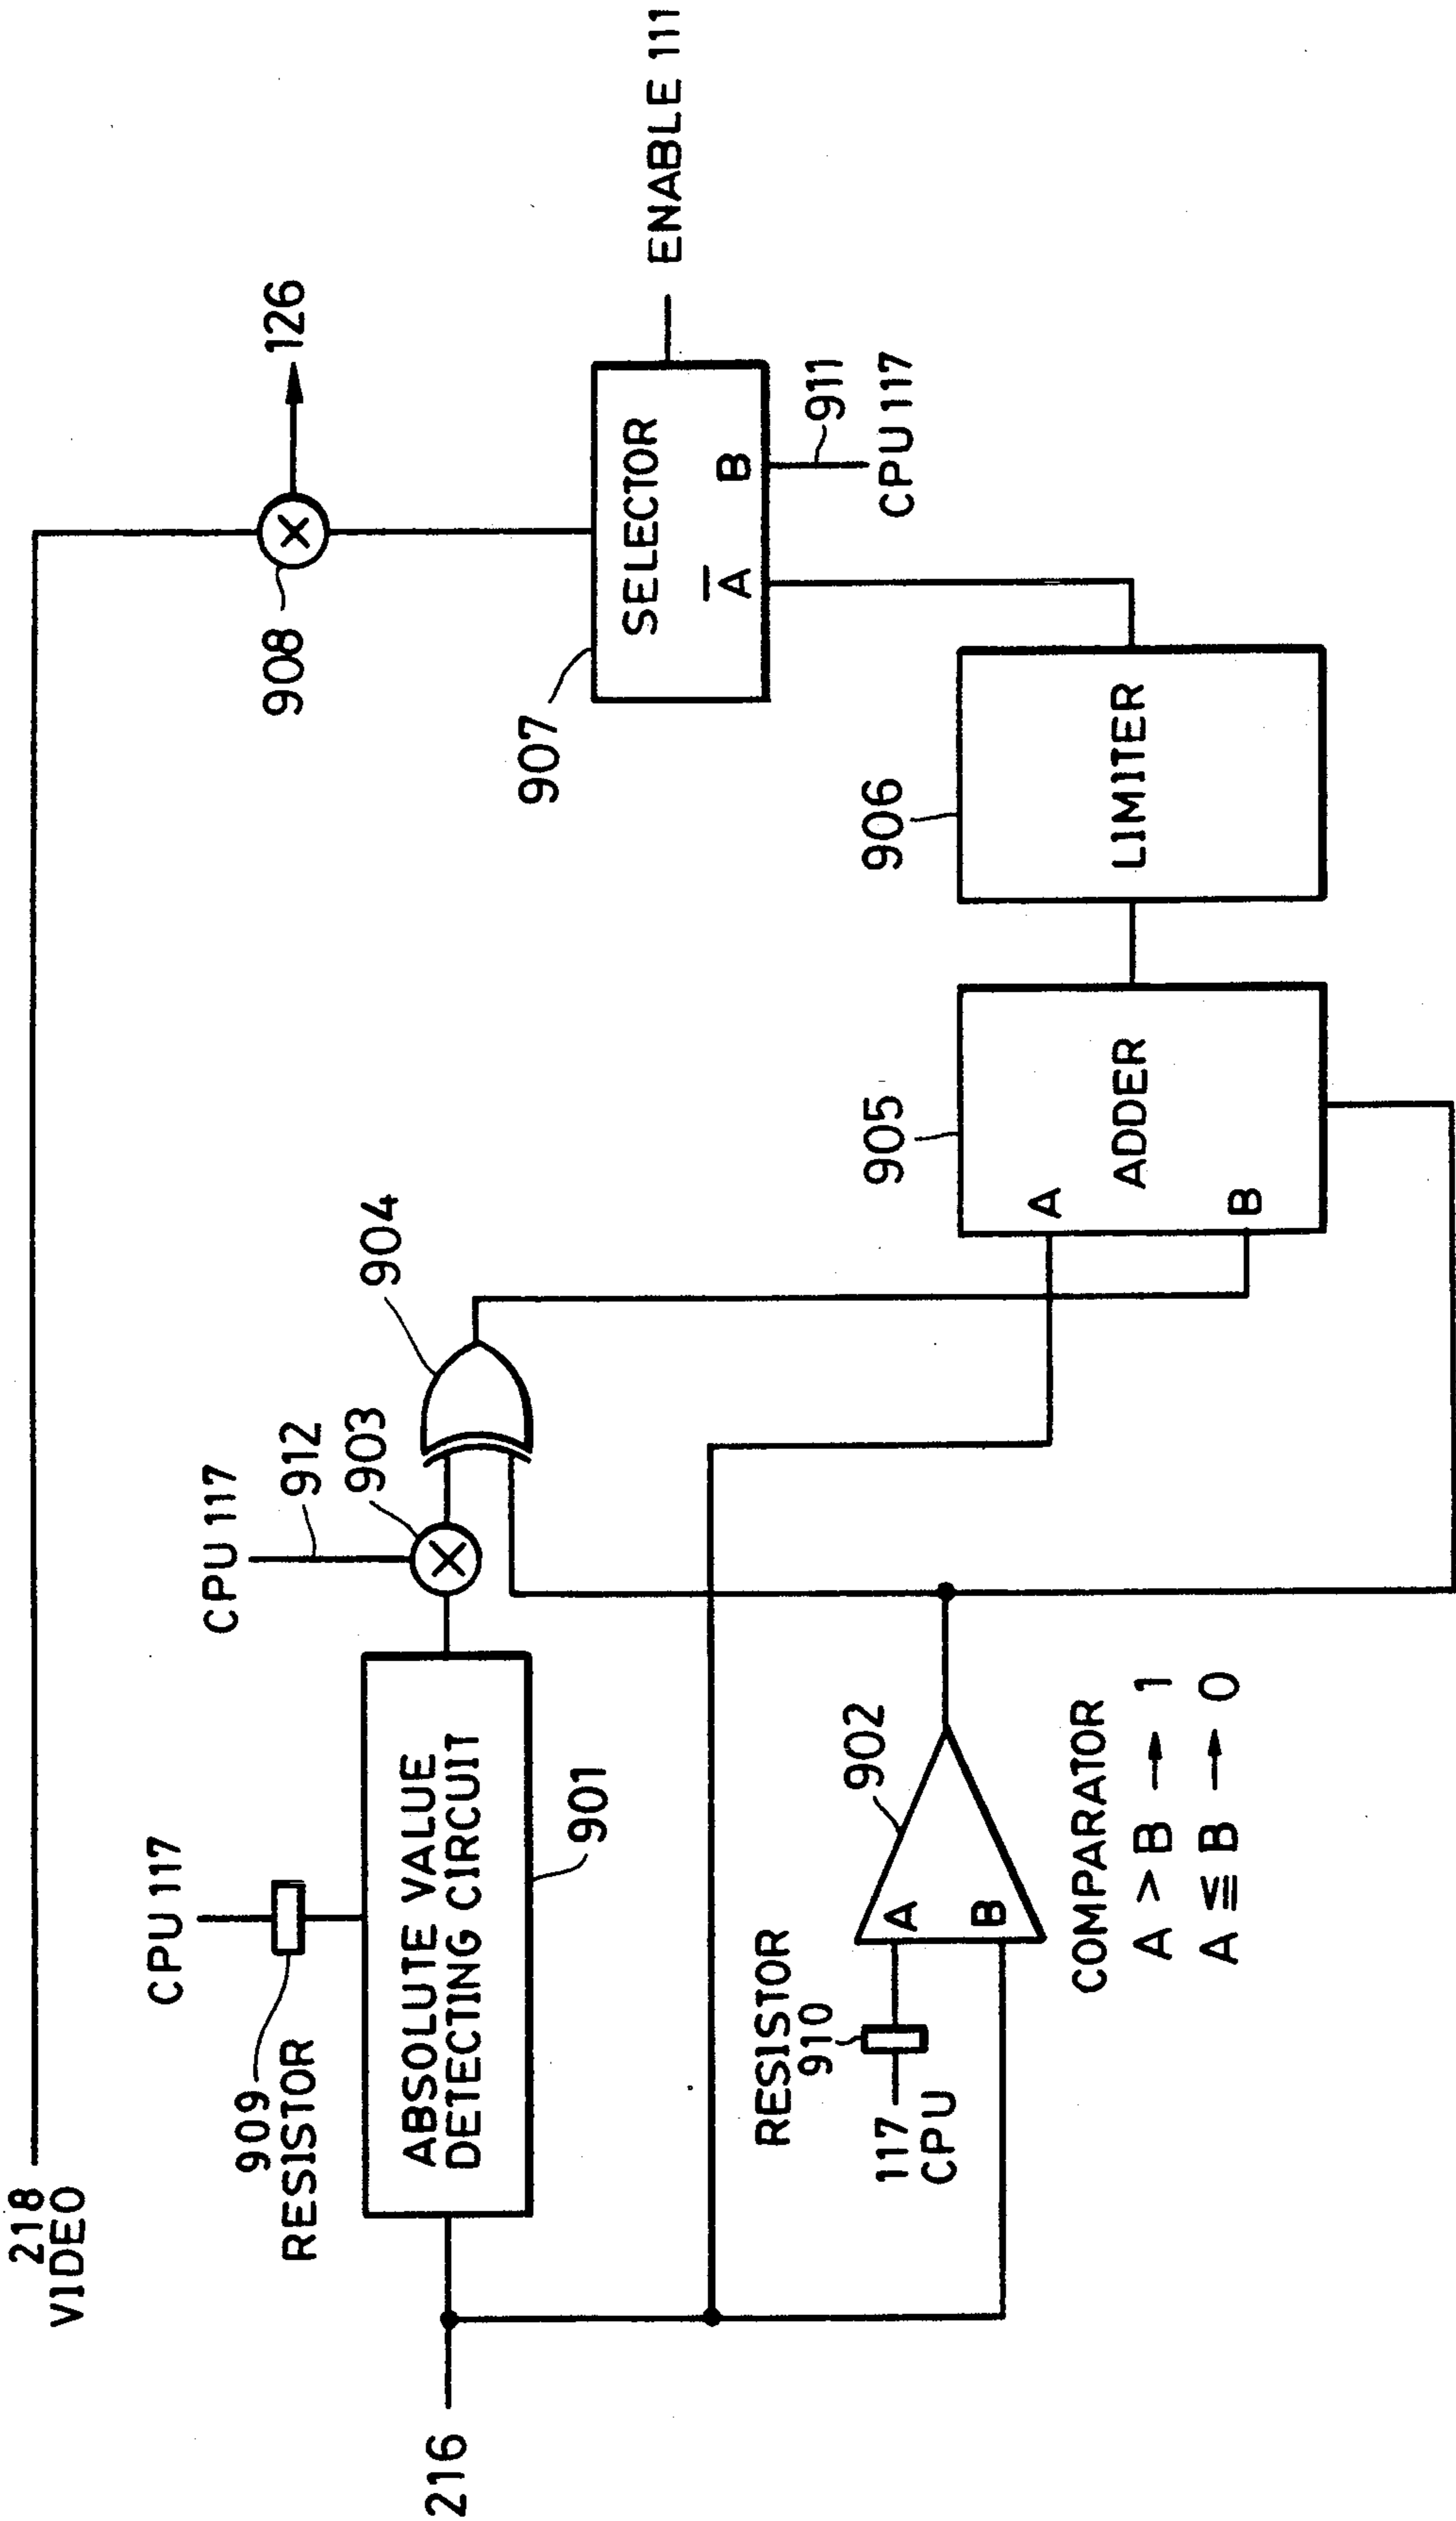 218
VIDEO
908
126
907
SELECTOR
A̅
B
ENABLE 111
911
CPU 117
CPU 117
909
RESISTOR
ABSOLUTE VALUE
DETECTING CIRCUIT
901
CPU 117
912
903
904
216
RESISTOR
910
117
CPU
A
B
902
COMPARATOR
A > B → 1
A ≦ B → 0
905
A
B
ADDER
906
LIMITER